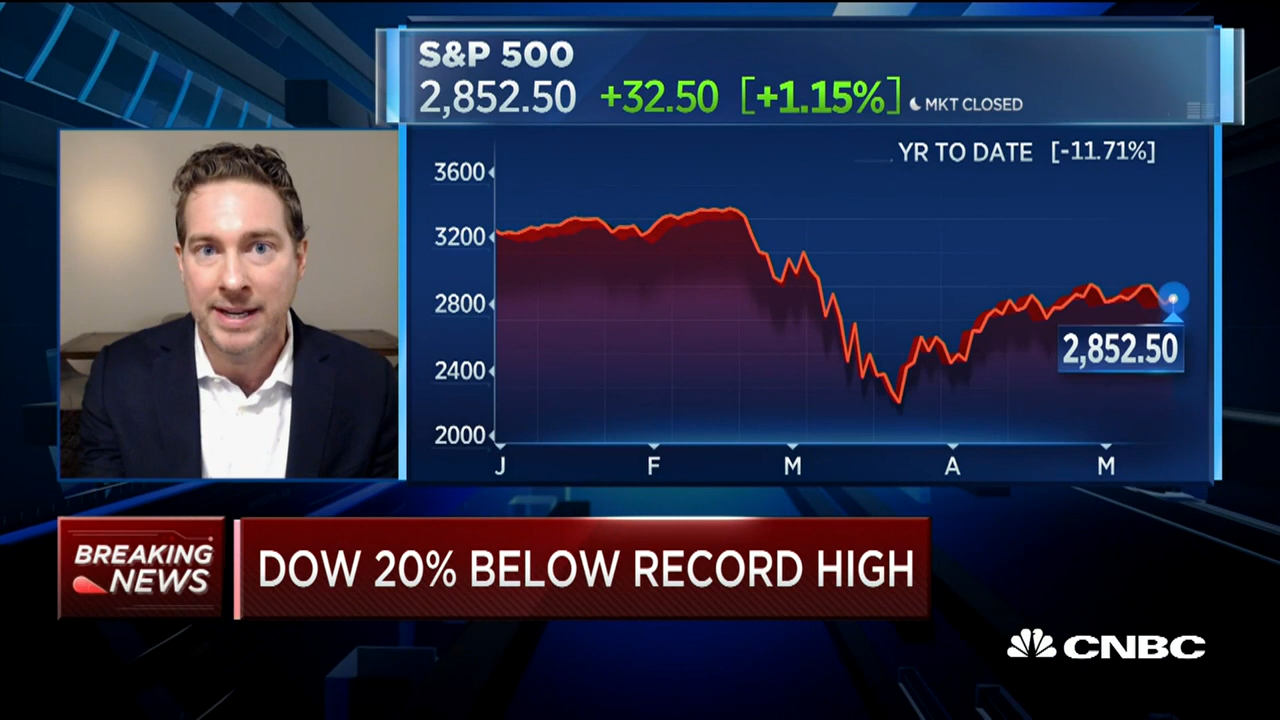 S&P 500
2,852.50 +32.50 [+1.15%] MKT CLOSED
YR TO DATE [-11.71%]
3600
3200
2800
2400
2000
2,852.50
J F M A M
BREAKING
NEWS
DOW 20% BELOW RECORD HIGH
CNBC